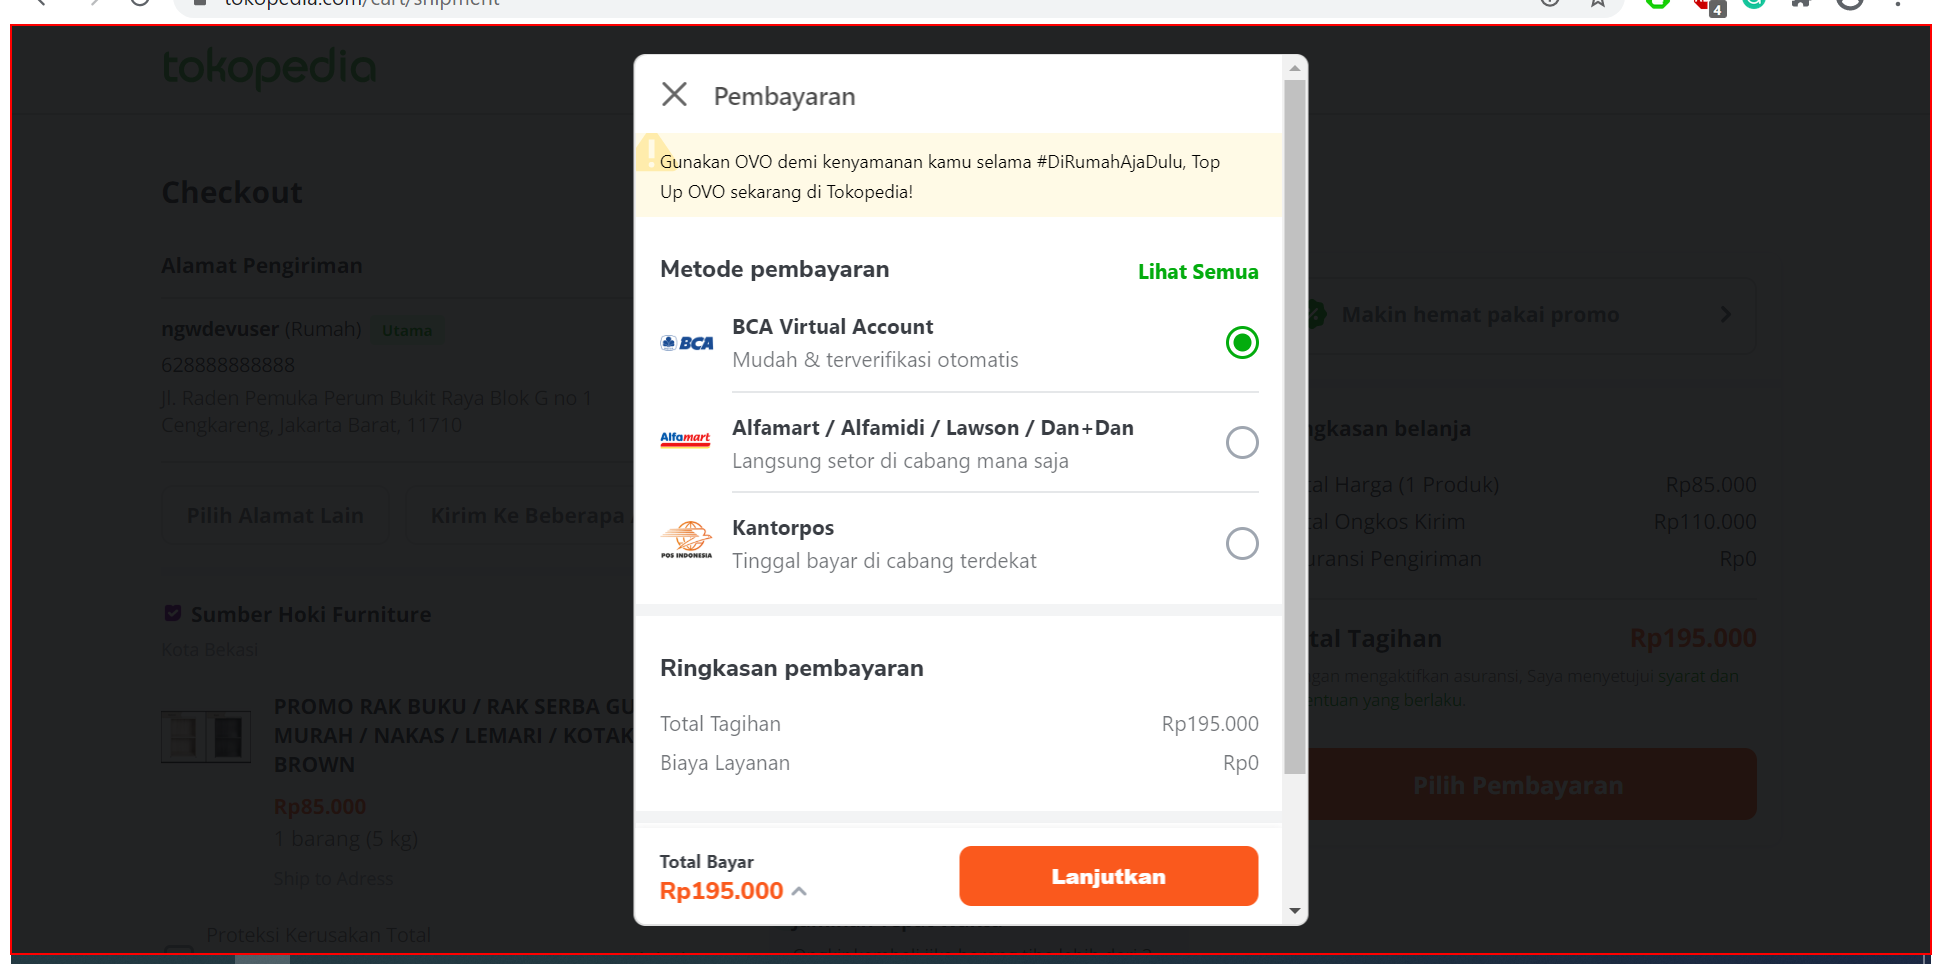 tokopedia.com/cart/shipment
4
tokopedia
Pembayaran
Gunakan OVO demi kenyamanan kamu selama #DiRumahAjaDulu, Top
Up OVO sekarang di Tokopedia!
Metode pembayaran
Lihat Semua
BCA
BCA Virtual Account
Mudah & terverifikasi otomatis
Alfamart
Alfamart / Alfamidi / Lawson / Dan+Dan
Langsung setor di cabang mana saja
POS INDONESIA
Kantorpos
Tinggal bayar di cabang terdekat
Ringkasan pembayaran
Total Tagihan Rp195.000
Biaya Layanan Rp0
Total Bayar
Rp195.000
Lanjutkan
Checkout
Alamat Pengiriman
ngwdevuser (Rumah) Utama
628888888888
Jl. Raden Pemuka Perum Bukit Raya Blok G no 1
Cengkareng, Jakarta Barat, 11710
Pilih Alamat Lain
Kirim Ke Beberapa
Sumber Hoki Furniture
Kota Bekasi
PROMO RAK BUKU / RAK SERBA GU
MURAH / NAKAS / LEMARI / KOTAK
BROWN
Rp85.000
1 barang (5 kg)
Ship to Adress
Proteksi Kerusakan Total
Makin hemat pakai promo
gkasan belanja
al Harga (1 Produk) Rp85.000
al Ongkos Kirim Rp110.000
uransi Pengiriman Rp0
tal Tagihan Rp195.000
gan mengaktifkan asuransi, Saya menyetujui syarat dan
entuan yang berlaku.
Pilih Pembayaran